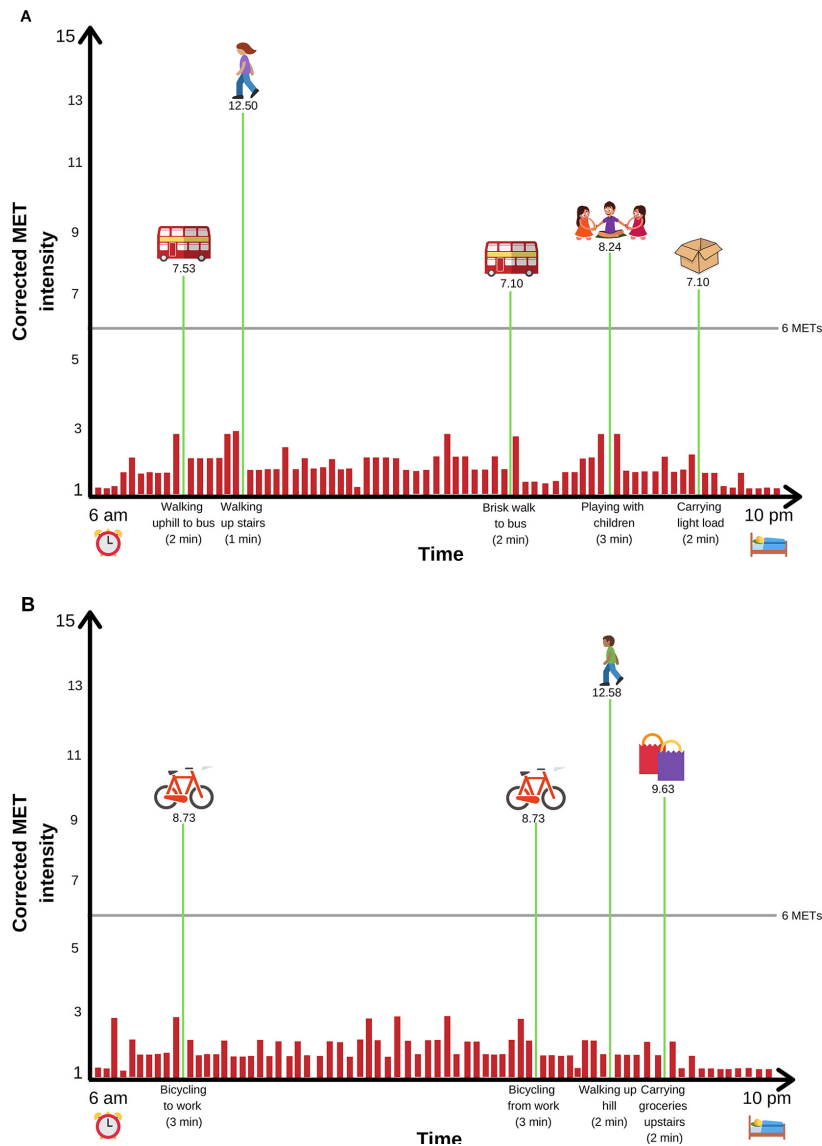 A
15
13
11
9
7
5
3
1
Corrected MET
intensity
12.50
7.53
7.10
8.24
7.10
6 METs
6 am
Walking
uphill to bus
(2 min)
Walking
up stairs
(1 min)
Brisk walk
to bus
(2 min)
Playing with
children
(3 min)
Carrying
light load
(2 min)
10 pm
Time
B
15
13
11
9
7
5
3
1
Corrected MET
intensity
8.73
8.73
12.58
9.63
6 METs
6 am
Bicycling
to work
(3 min)
Bicycling
from work
(3 min)
Walking up
hill
(2 min)
Carrying
groceries
upstairs
(2 min)
10 pm
Time